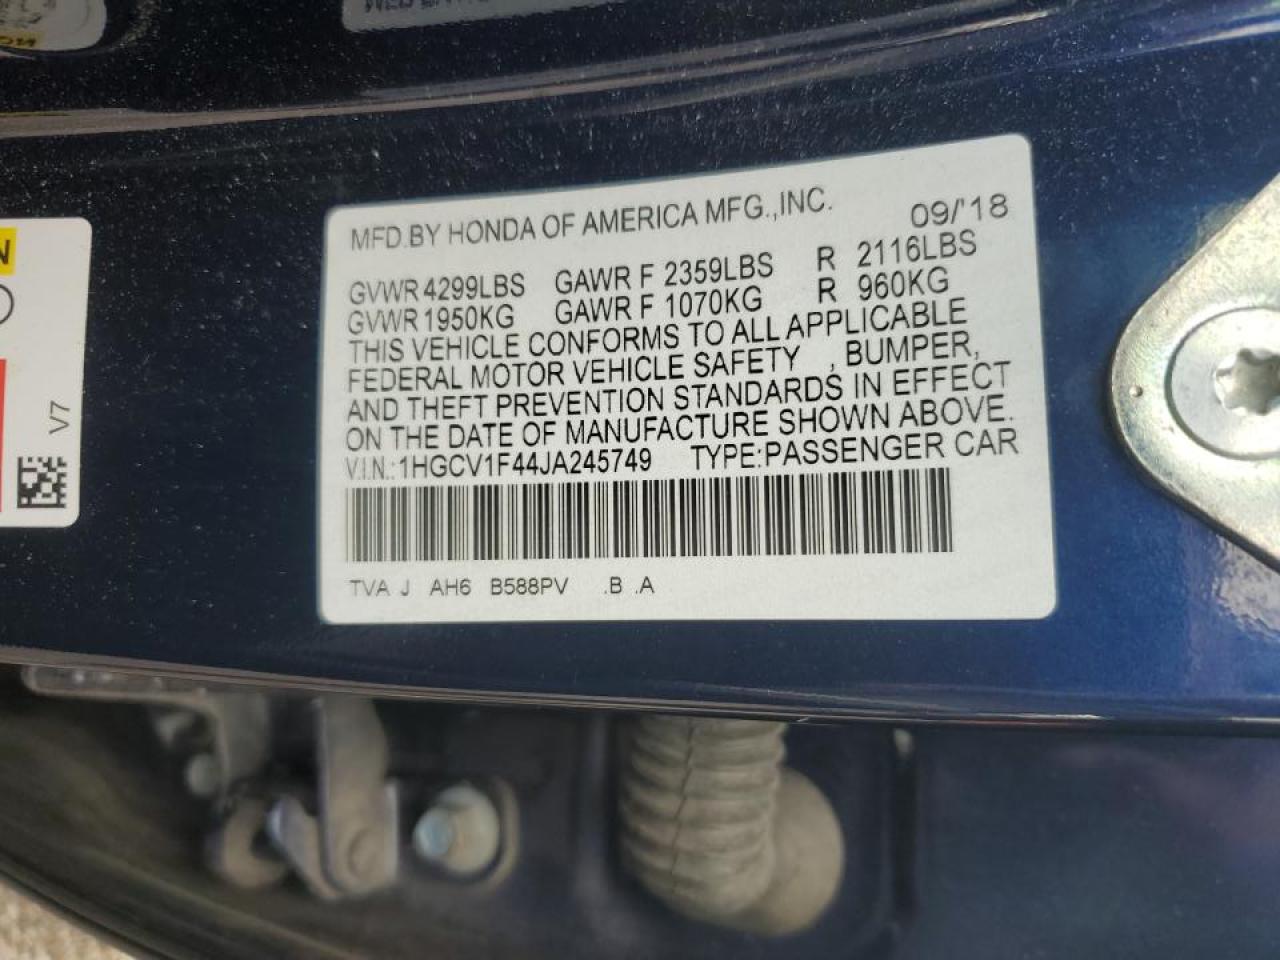 MFD.BY HONDA OF AMERICA MFG.,INC. 09/'18
GVWR 4299LBS GAWR F 2359LBS R 2116LBS
GVWR 1950KG GAWR F 1070KG R 960KG
THIS VEHICLE CONFORMS TO ALL APPLICABLE
FEDERAL MOTOR VEHICLE SAFETY , BUMPER,
AND THEFT PREVENTION STANDARDS IN EFFECT
ON THE DATE OF MANUFACTURE SHOWN ABOVE.
V.I.N.:1HGCV1F44JA245749 TYPE:PASSENGER CAR
TVA J AH6 B588PV .B .A
N
V7